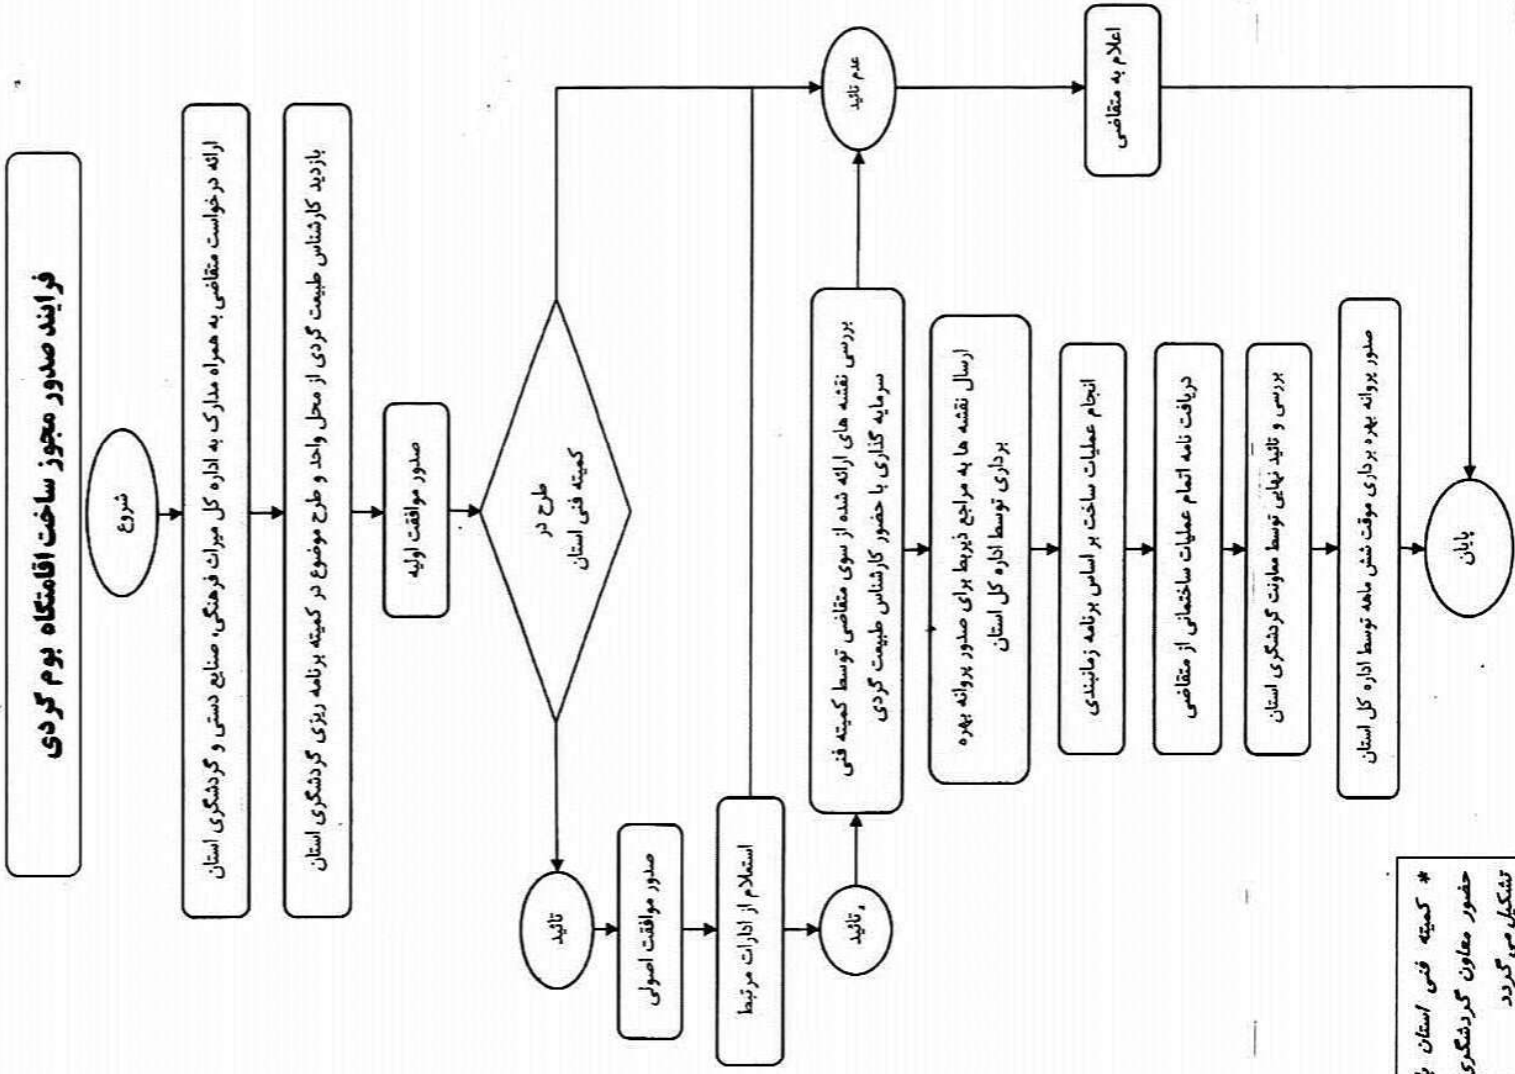 فرایند صدور مجوز ساخت اقامتگاه بوم گردی
شروع
ارائه درخواست متقاضی به همراه مدارک به اداره کل میراث فرهنگی، صنایع دستی و گردشگری استان
بازدید کارشناس طبیعت گردی از محل واحد و طرح موضوع در کمیته برنامه ریزی گردشگری استان
صدور موافقت اولیه
طرح در
کمیته فنی استان
تائید
صدور موافقت اصولی
استعلام از ادارات مرتبط
تائید
عدم تائید
بررسی نقشه های ارائه شده از سوی متقاضی توسط کمیته فنی
سرمایه گذاری با حضور کارشناس طبیعت گردی
ارسال نقشه ها به مراجع ذیربط برای صدور پروانه بهره
برداری توسط اداره کل استان
انجام عملیات ساخت بر اساس برنامه زمانبندی
دریافت نامه اتمام عملیات ساختمانی از متقاضی
بررسی و تائید نهایی توسط معاونت گردشگری استان
صدور پروانه بهره برداری موقت شش ماهه توسط اداره کل استان
اعلام به متقاضی
پایان
* کمیته فنی استان
حضور معاون گردشگری
تشکیل می گردد